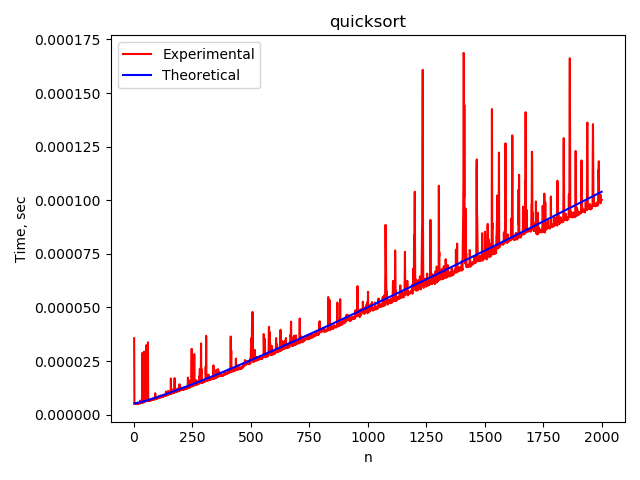 quicksort
0.000175
0.000150
0.000125
0.000100
0.000075
0.000050
0.000025
0.000000
Time, sec
Experimental
Theoretical
0 250 500 750 1000 1250 1500 1750 2000
n